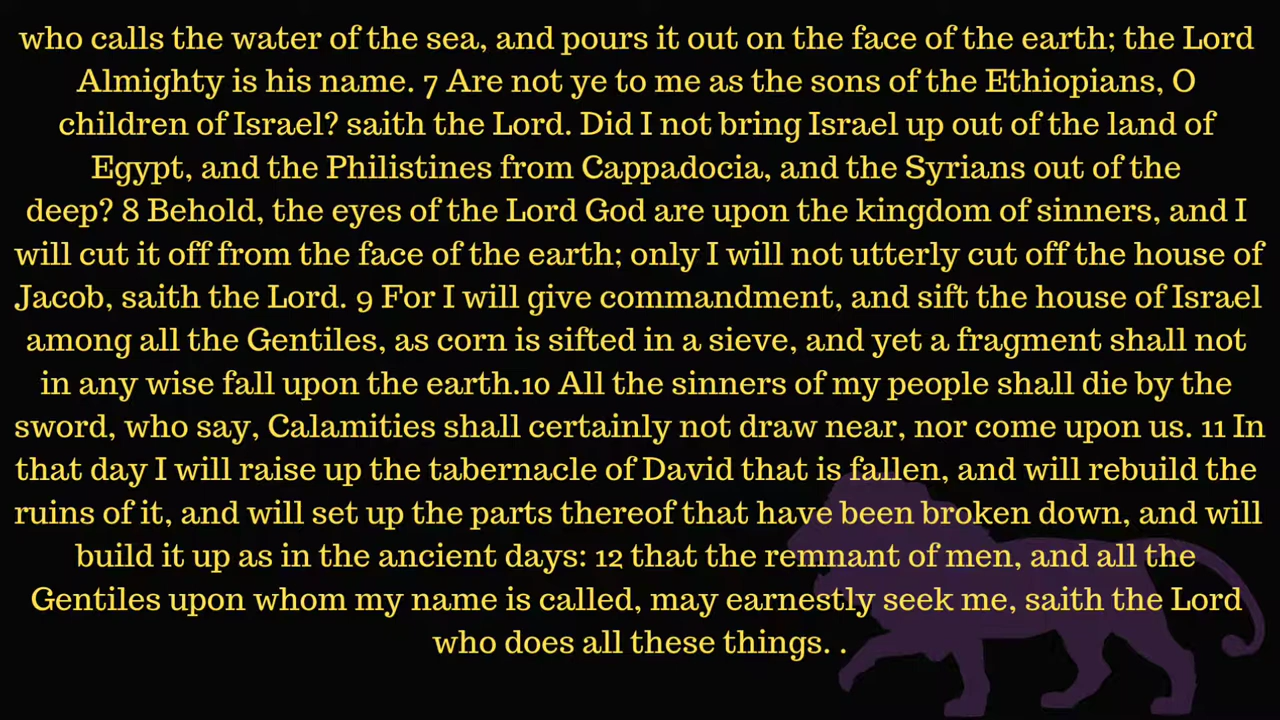 who calls the water of the sea, and pours it out on the face of the earth; the Lord
Almighty is his name. 7 Are not ye to me as the sons of the Ethiopians, O
children of Israel? saith the Lord. Did I not bring Israel up out of the land of
Egypt, and the Philistines from Cappadocia, and the Syrians out of the
deep? 8 Behold, the eyes of the Lord God are upon the kingdom of sinners, and I
will cut it off from the face of the earth; only I will not utterly cut off the house of
Jacob, saith the Lord. 9 For I will give commandment, and sift the house of Israel
among all the Gentiles, as corn is sifted in a sieve, and yet a fragment shall not
in any wise fall upon the earth.10 All the sinners of my people shall die by the
sword, who say, Calamities shall certainly not draw near, nor come upon us. 11 In
that day I will raise up the tabernacle of David that is fallen, and will rebuild the
ruins of it, and will set up the parts thereof that have been broken down, and will
build it up as in the ancient days: 12 that the remnant of men, and all the
Gentiles upon whom my name is called, may earnestly seek me, saith the Lord
who does all these things. .